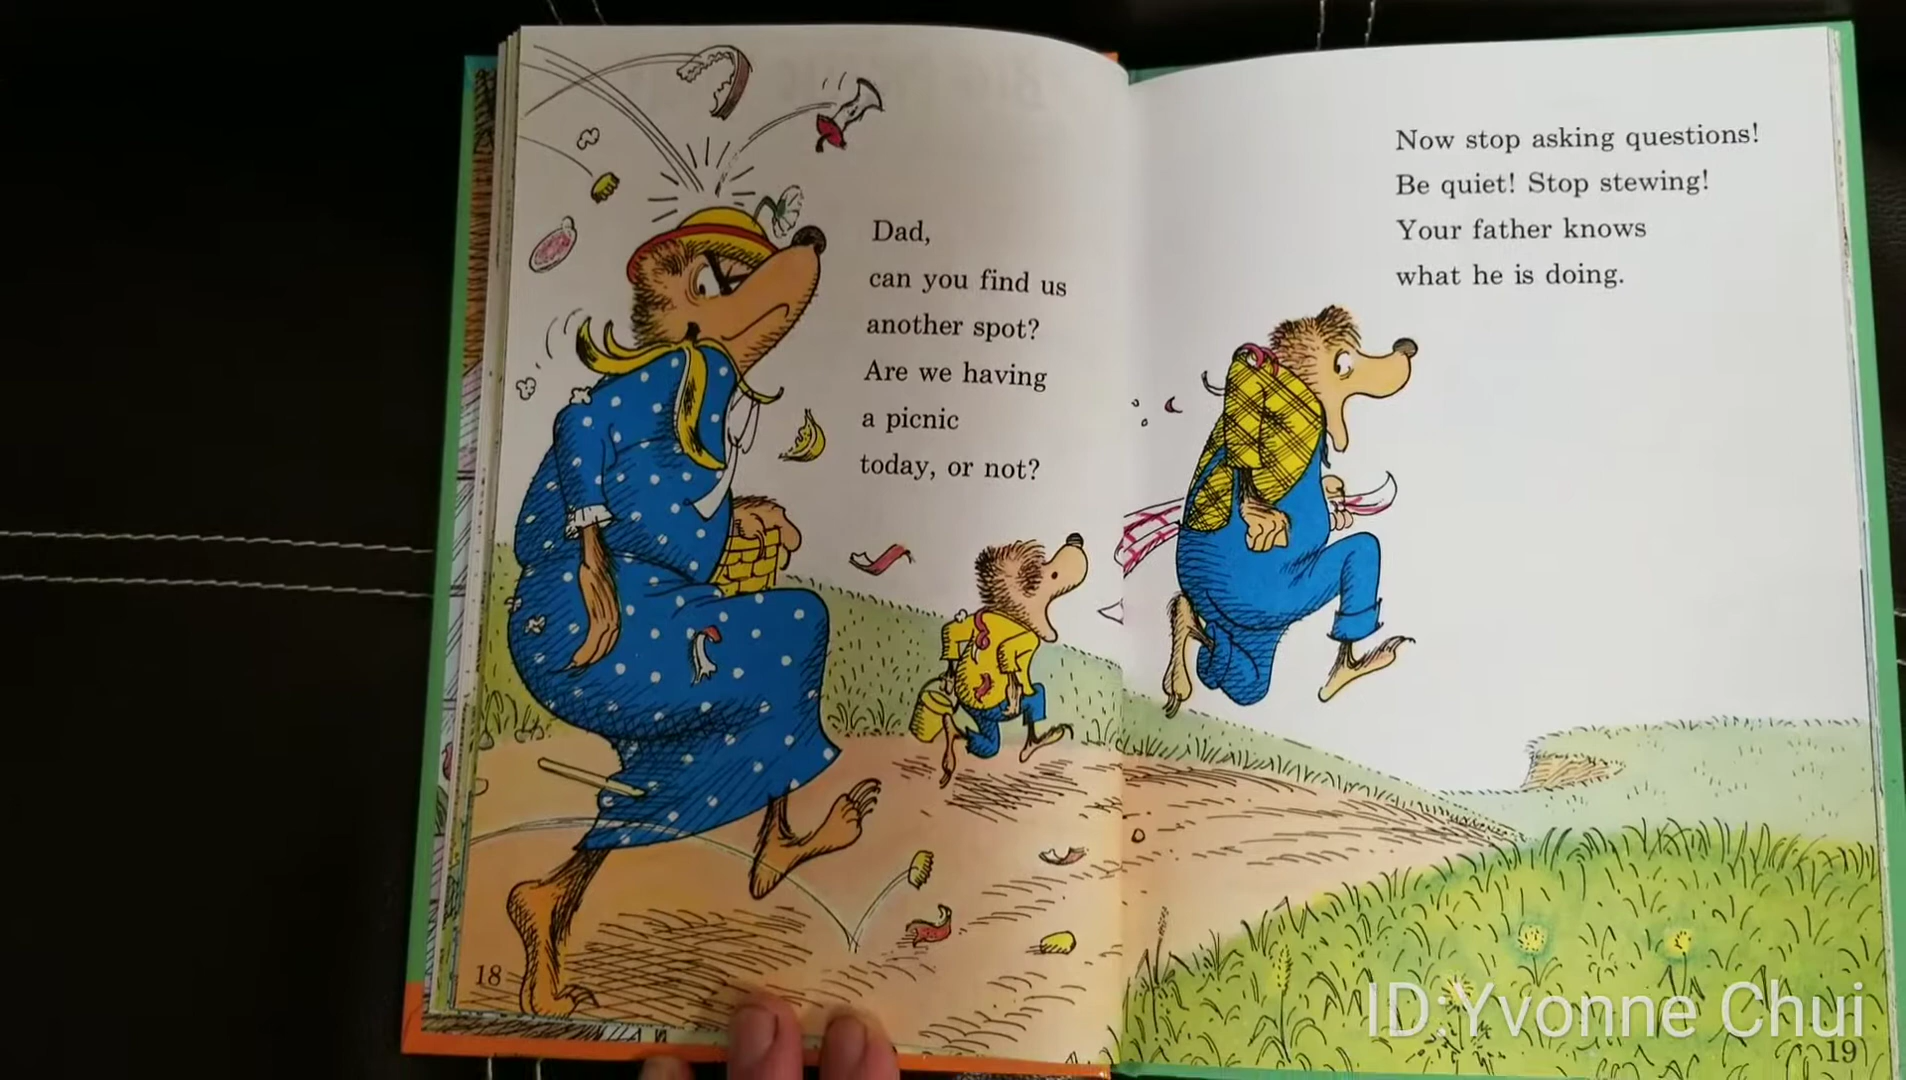 Dad,
can you find us
another spot?
Are we having
a picnic
today, or not?
18
Now stop asking questions!
Be quiet! Stop stewing!
Your father knows
what he is doing.
19
ID:Yvonne Chui